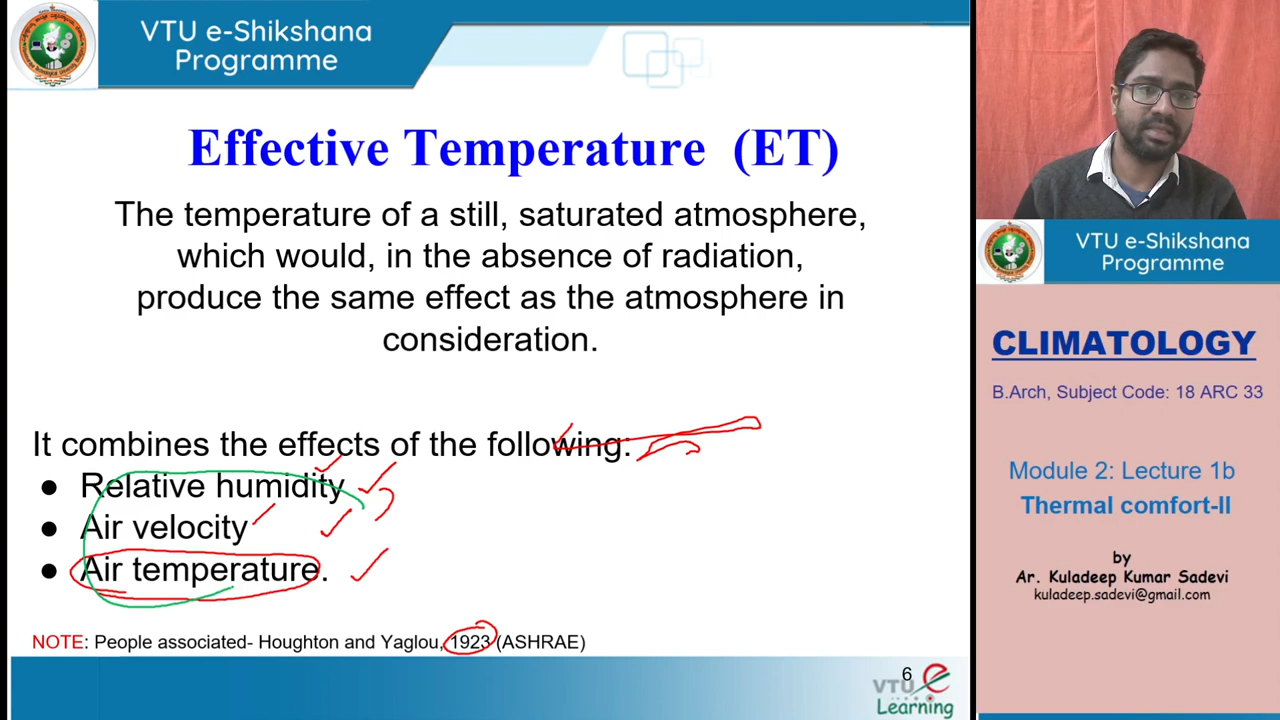 VTU e-Shikshana
Programme
Effective Temperature (ET)
The temperature of a still, saturated atmosphere,
which would, in the absence of radiation,
produce the same effect as the atmosphere in
consideration.
It combines the effects of the following:
● Relative humidity
● Air velocity
● Air temperature.
NOTE: People associated- Houghton and Yaglou, 1923 (ASHRAE)
6
VTU e
Learning
VTU e-Shikshana
Programme
CLIMATOLOGY
B.Arch, Subject Code: 18 ARC 33
Module 2: Lecture 1b
Thermal comfort-II
by
Ar. Kuladeep Kumar Sadevi
kuladeep.sadevi@gmail.com